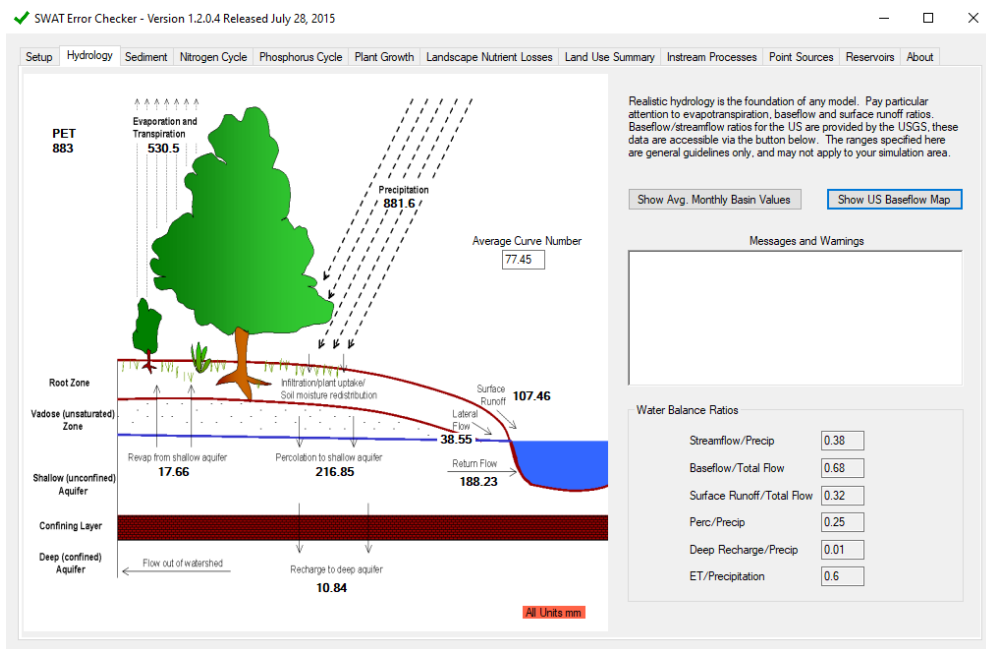 SWAT Error Checker - Version 1.2.0.4 Released July 28, 2015
Setup Hydrology Sediment Nitrogen Cycle Phosphorus Cycle Plant Growth Landscape Nutrient Losses Land Use Summary Instream Processes Point Sources Reservoirs About
PET
883
Evaporation and
Transpiration
530.5
Precipitation
881.6
Average Curve Number
77.45
Root Zone
Infiltration/plant uptake/
Soil moisture redistribution
Surface
Runoff
107.46
Vadose (unsaturated)
Zone
Lateral
Flow
38.55
Revap from shallow aquifer
17.66
Percolation to shallow aquifer
216.85
Return Flow
188.23
Shallow (unconfined)
Aquifer
Confining Layer
Deep (confined)
Aquifer
Flow out of watershed
Recharge to deep aquifer
10.84
All Units mm
Realistic hydrology is the foundation of any model. Pay particular
attention to evapotranspiration, baseflow and surface runoff ratios.
Baseflow/streamflow ratios for the US are provided by the USGS, these
data are accessible via the button below. The ranges specified here
are general guidelines only, and may not apply to your simulation area.
Show Avg. Monthly Basin Values
Show US Baseflow Map
Messages and Warnings
Water Balance Ratios
Streamflow/Precip 0.38
Baseflow/Total Flow 0.68
Surface Runoff/Total Flow 0.32
Perc/Precip 0.25
Deep Recharge/Precip 0.01
ET/Precipitation 0.6